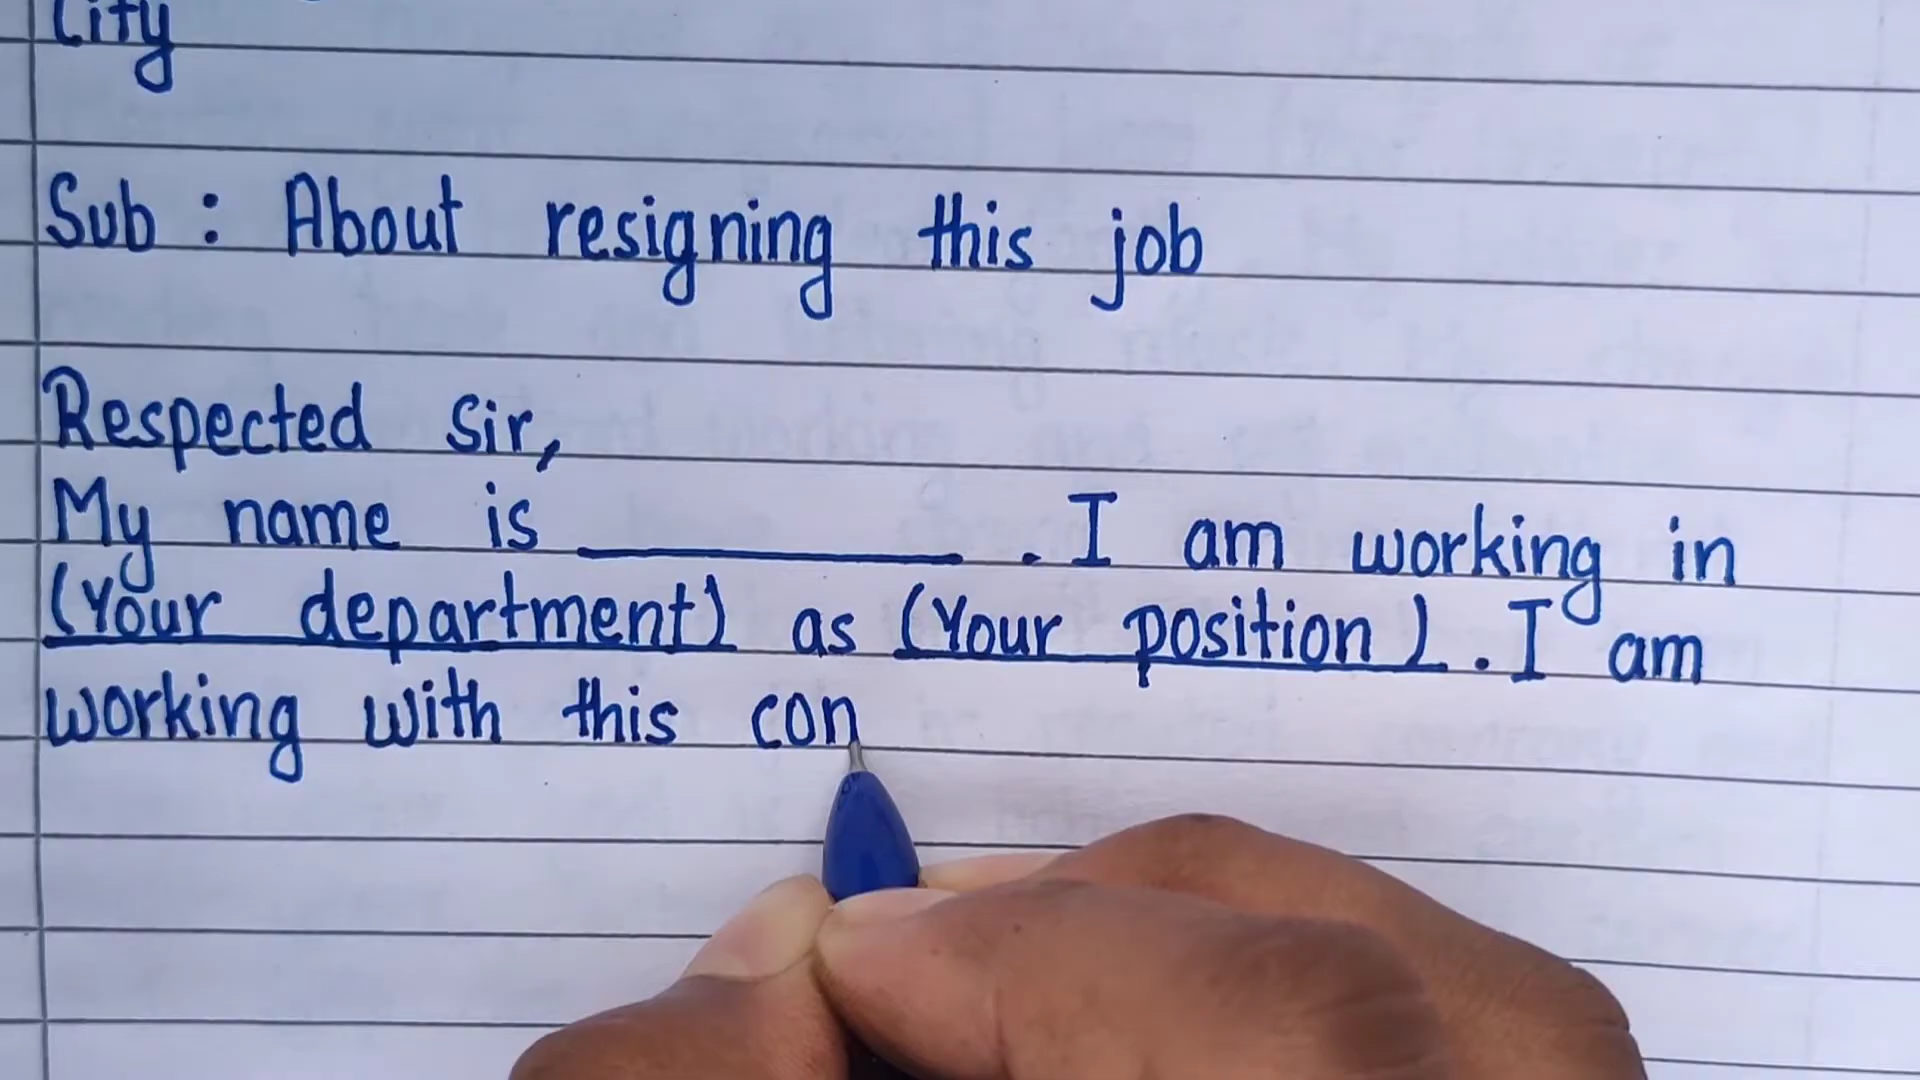 City
Sub : About resigning this job
Respected Sir,
My name is ________ . I am working in
(Your department) as (Your position). I am
working with this con